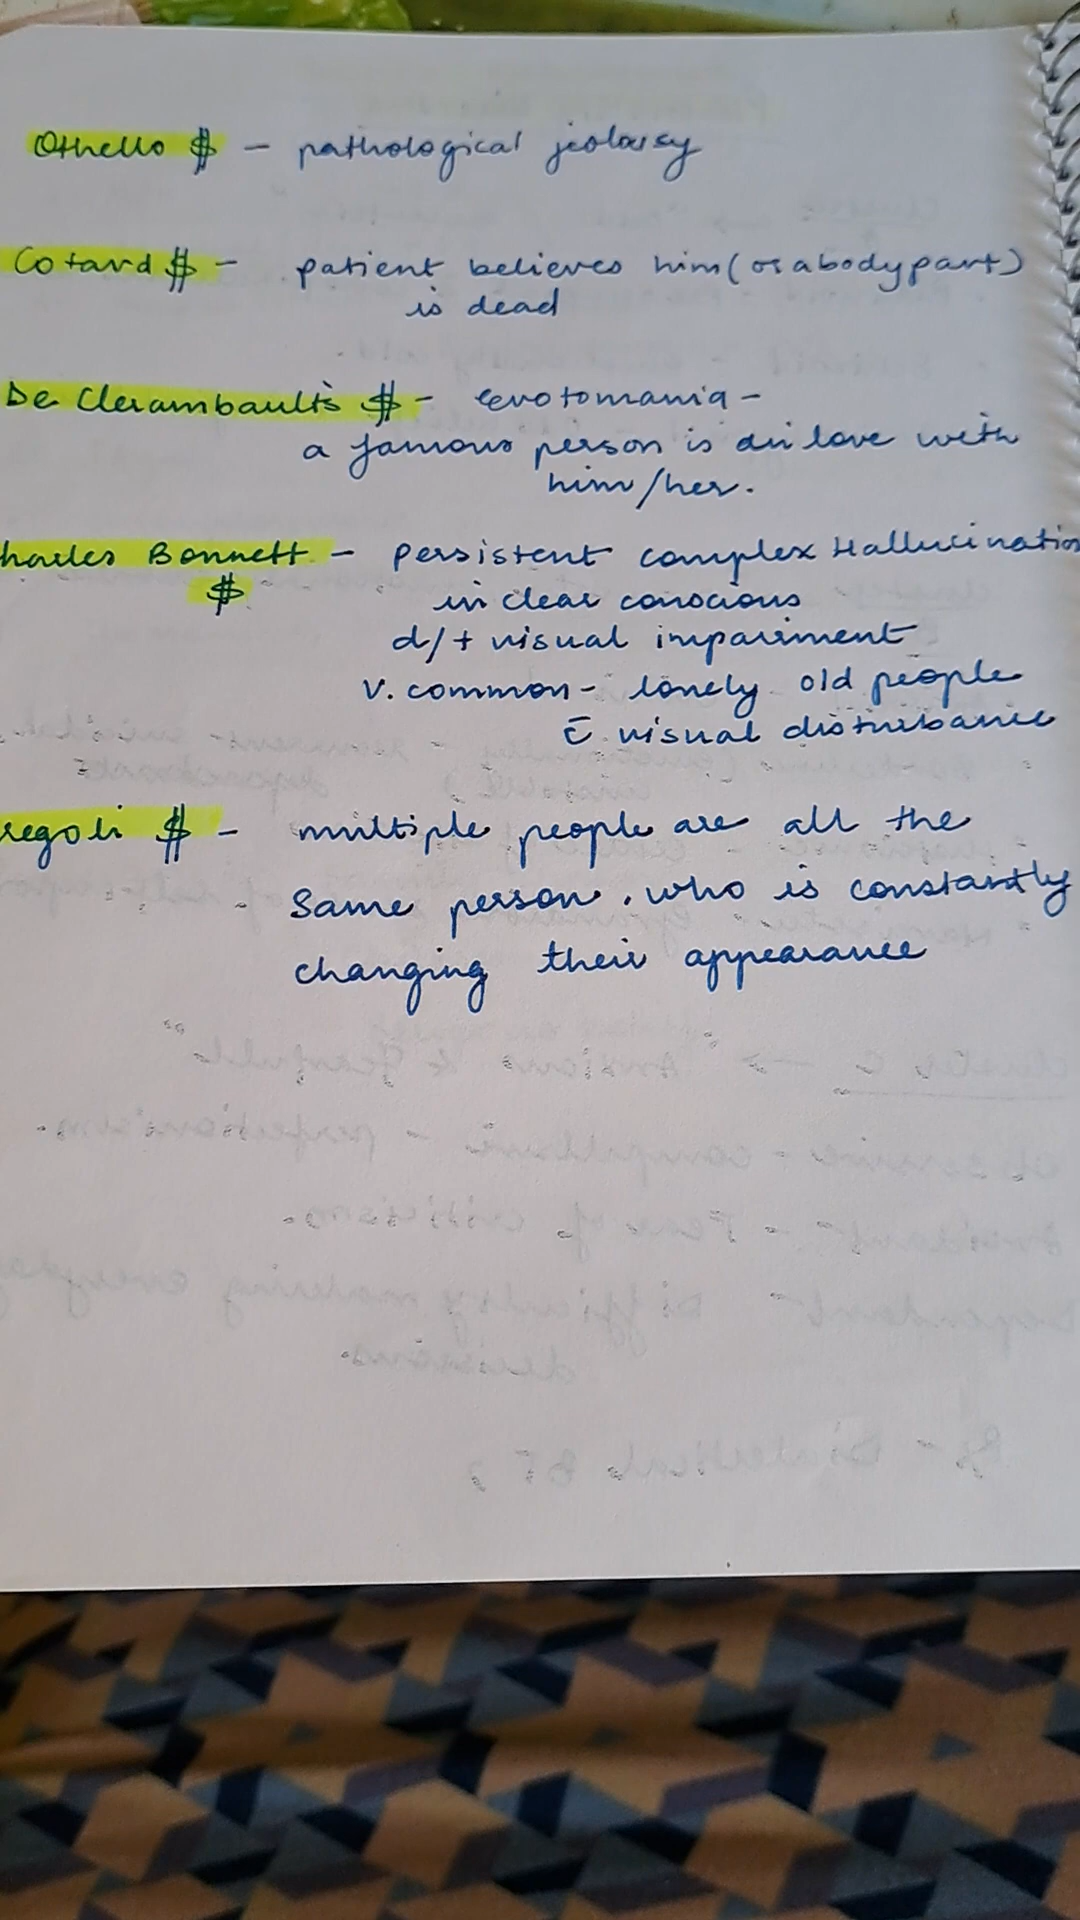 Othello $ - pathological jeolousy
Cotard $ - patient believes him (or a body part)
is dead
De Clerambault's $ - Erotomania -
a famous person is in love with
him/her.
harles Bonnett - Persistent complex Hallucination
$ in clear conscious
d/t visual impairment
V. common - lonely old people
c̄ visual disturbance
regoli $ - multiple people are all the
- Same person. who is constantly
changing their appearance